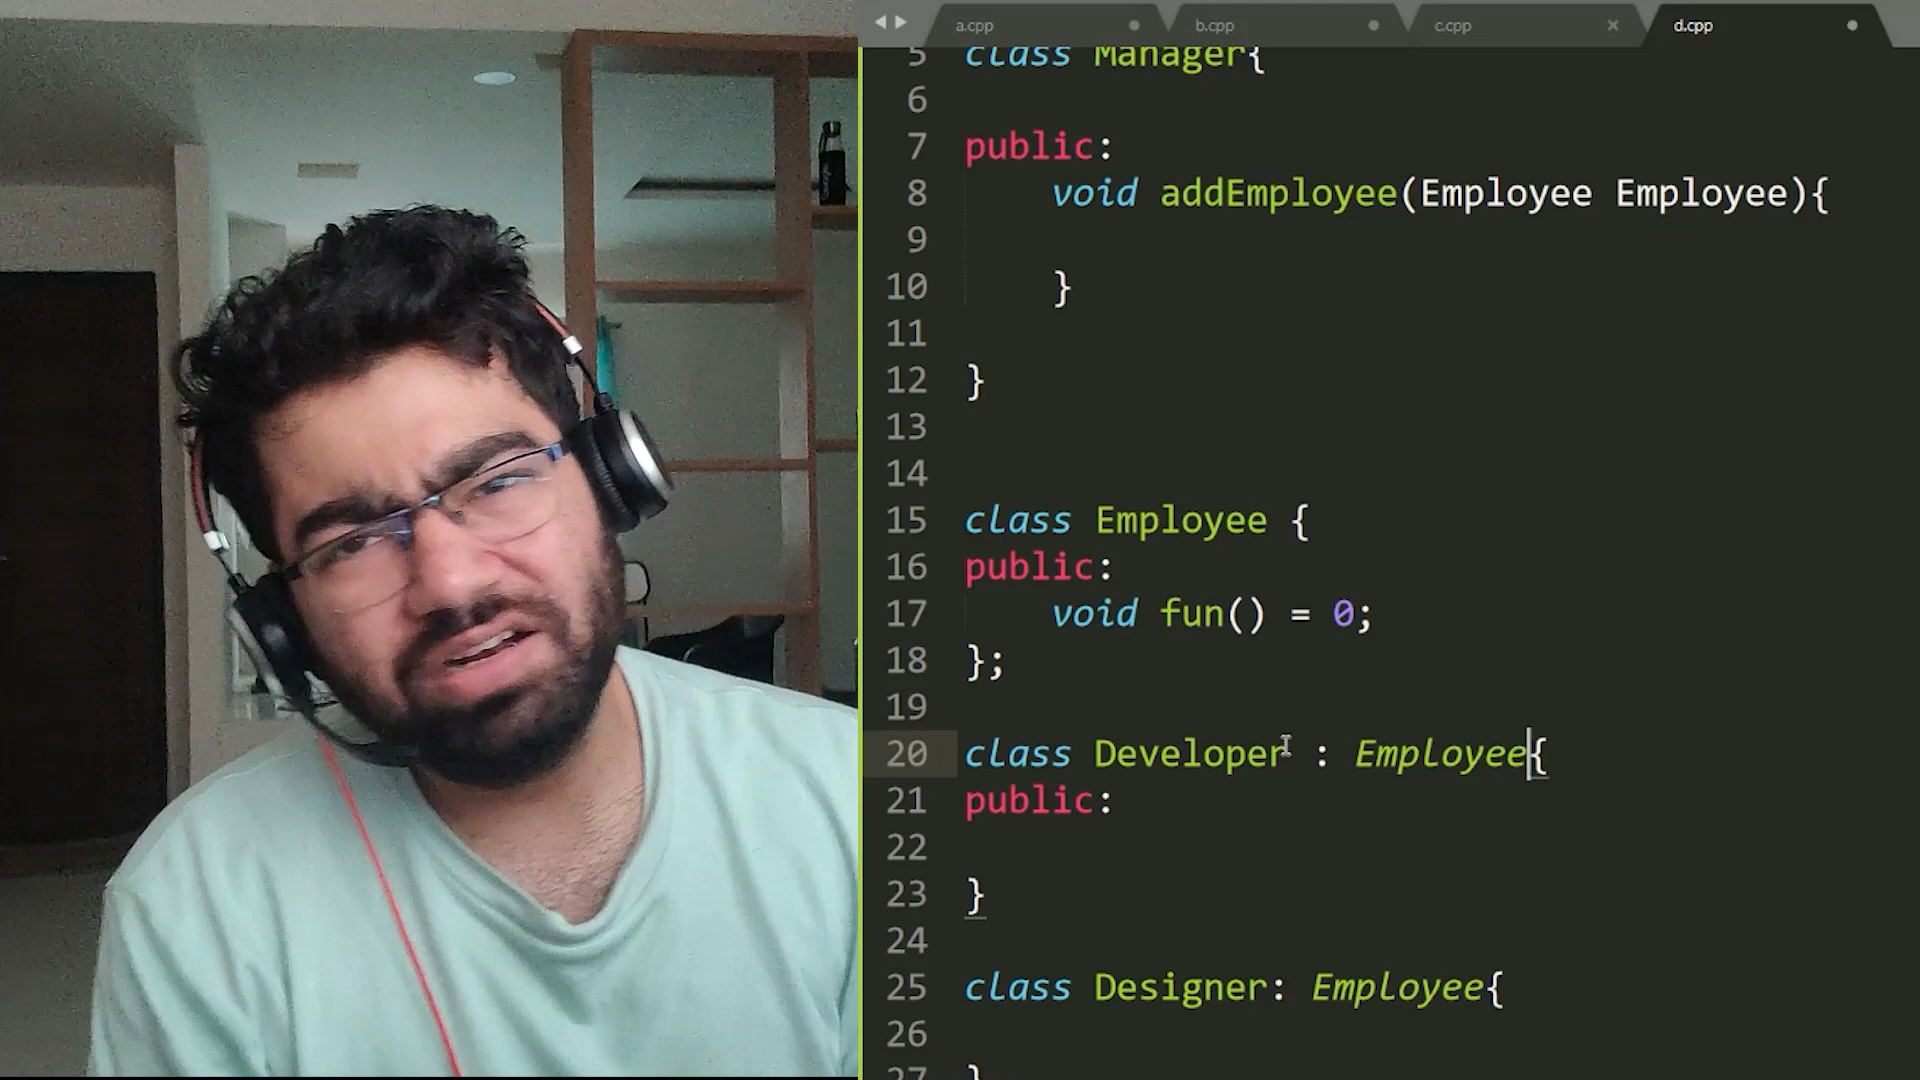 a.cpp b.cpp c.cpp d.cpp
5 class Manager{
6
7 public:
8 void addEmployee(Employee Employee){
9
10 }
11
12 }
13
14
15 class Employee {
16 public:
17 void fun() = 0;
18 };
19
20 class Developer : Employee{
21 public:
22
23 }
24
25 class Designer: Employee{
26
27 }